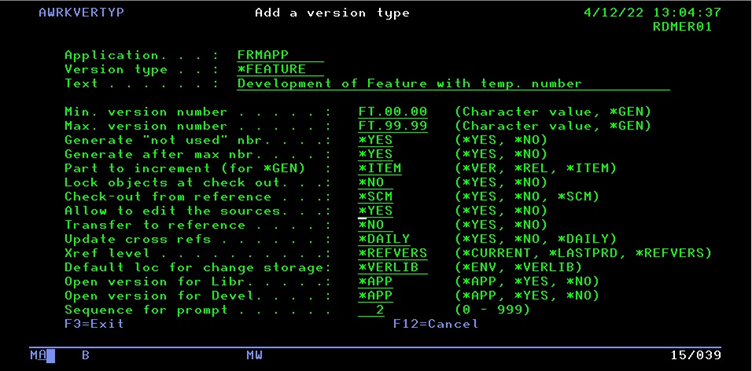 AWRKVERTYP Add a version type 4/12/22 13:04:37
RDMER01
Application. . . : FRMAPP
Version type . . : *FEATURE
Text . . . . . . : Development of Feature with temp. number
Min. version number . . . . . : FT.00.00 (Character value, *GEN)
Max. version number . . . . . : FT.99.99 (Character value, *GEN)
Generate "not used" nbr. . . . : *YES (*YES, *NO)
Generate after max nbr. . . . : *YES (*YES, *NO)
Part to increment (for *GEN) : *ITEM (*VER, *REL, *ITEM)
Lock objects at check out. . . : *NO (*YES, *NO)
Check-out from reference . . . : *SCM (*YES, *NO, *SCM)
Allow to edit the sources. . . : *YES (*YES, *NO)
Transfer to reference . . . . : *NO (*YES, *NO)
Update cross refs . . . . . . : *DAILY (*YES, *NO, *DAILY)
Xref level . . . . . . . . . . : *REFVERS (*CURRENT, *LASTPRD, *REFVERS)
Default loc for change storage: *VERLIB (*ENV, *VERLIB)
Open version for Libr. . . . . : *APP (*APP, *YES, *NO)
Open version for Devel. . . . : *APP (*APP, *YES, *NO)
Sequence for prompt . . . . . : 2 (0 - 999)
F3=Exit F12=Cancel
MA B MW 15/039